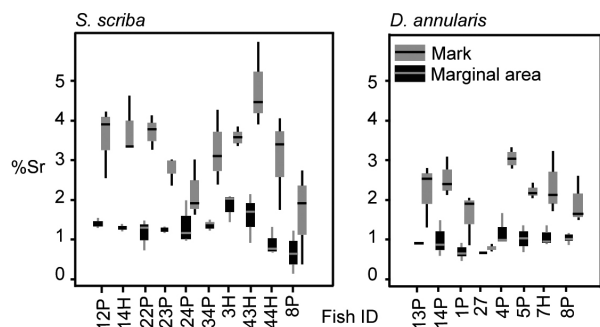 S. scriba
D. annularis
Mark
Marginal area
%Sr
5
4
3
2
1
0
5
4
3
2
1
0
12P 14H 22P 23P 24P 34P 3H 43H 44H 8P
Fish ID
13P 14P 1P 27 4P 5P 7H 8P